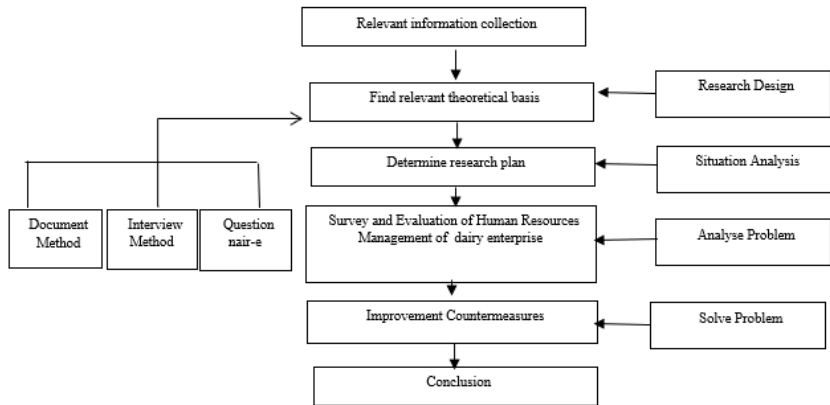 Relevant information collection
Find relevant theoretical basis
Research Design
Determine research plan
Situation Analysis
Document
Method
Interview
Method
Question
nair-e
Survey and Evaluation of Human Resources
Management of dairy enterprise
Analyse Problem
Improvement Countermeasures
Solve Problem
Conclusion